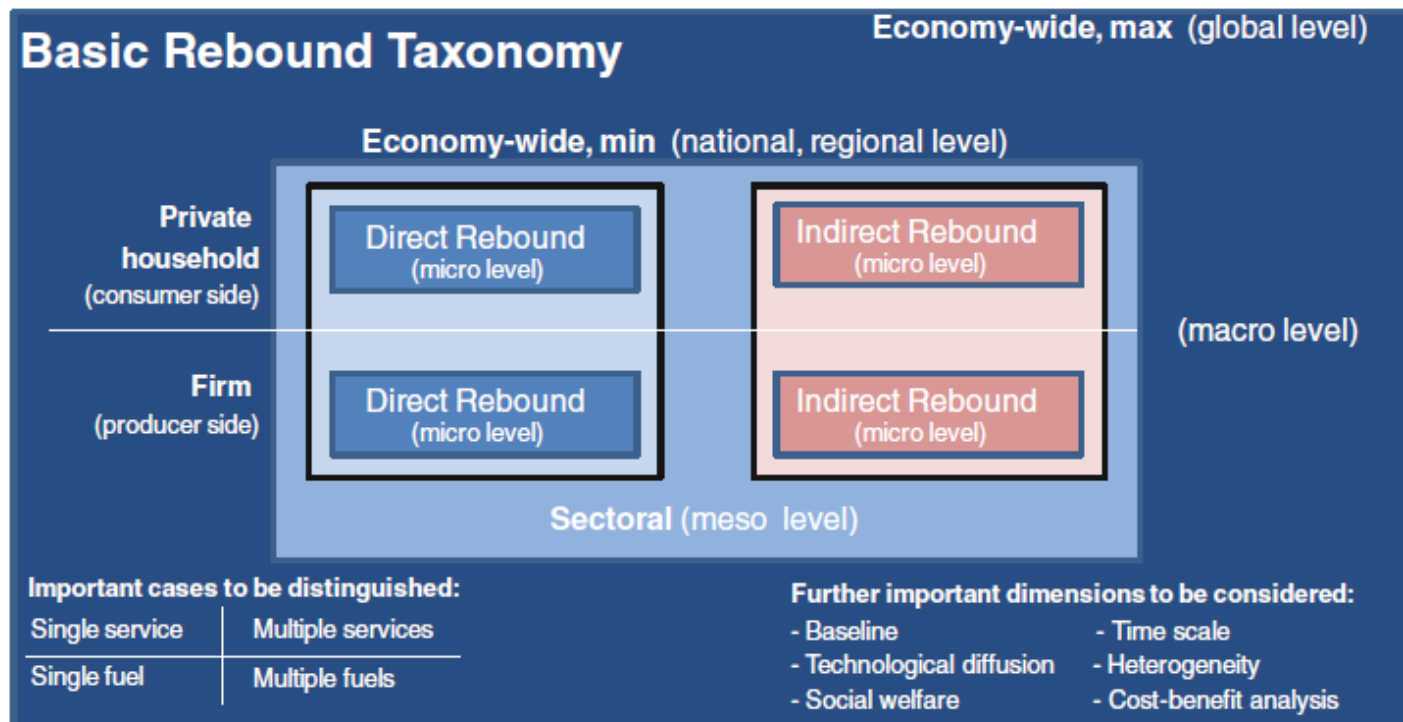 Economy-wide, max (global level)
Basic Rebound Taxonomy
Economy-wide, min (national, regional level)
Private
household
(consumer side)
Direct Rebound
(micro level)
Indirect Rebound
(micro level)
(macro level)
Firm
(producer side)
Direct Rebound
(micro level)
Indirect Rebound
(micro level)
Sectoral (meso level)
Important cases to be distinguished:
Single service
Multiple services
Single fuel
Multiple fuels
Further important dimensions to be considered:
- Baseline
- Time scale
- Technological diffusion
- Heterogeneity
- Social welfare
- Cost-benefit analysis